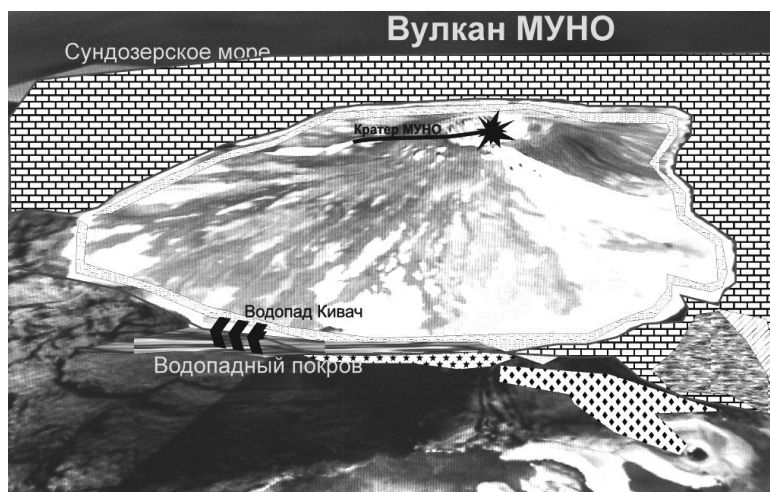 Вулкан МУНО
Сундозерское море
Кратер МУНО
Водопад Кивач
Водопадный покров